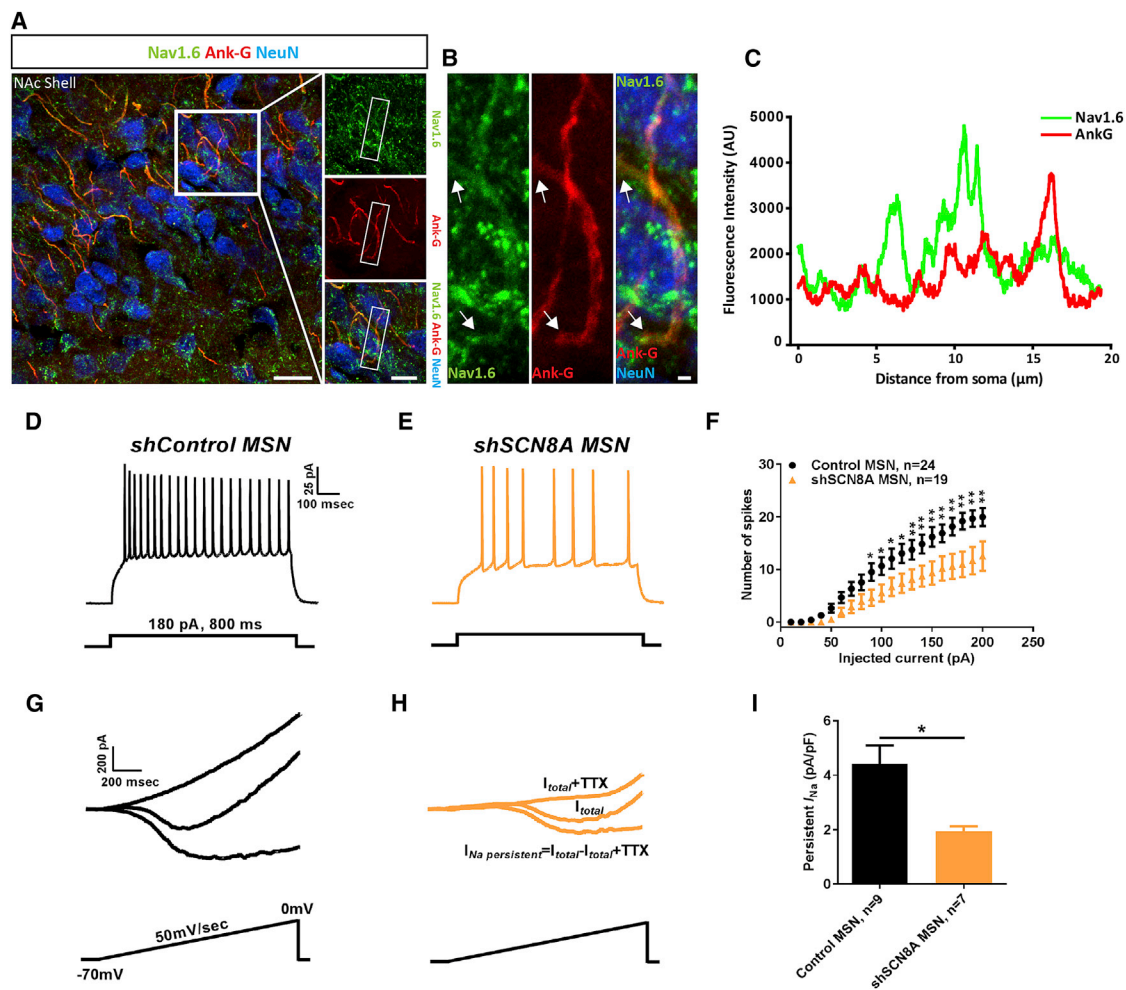 A
Nav1.6 Ank-G NeuN
NAc Shell
Nav1.6
Ank-G
Nav1.6 Ank-G NeuN
B
Nav1.6
Nav1.6
Ank-G
Ank-G
NeuN
C
Nav1.6
AnkG
Fluorescence Intensity (AU)
5000
4000
3000
2000
1000
0
0
5
10
15
20
Distance from soma (μm)
D
shControl MSN
25 pA
100 msec
180 pA, 800 ms
E
shSCN8A MSN
F
Control MSN, n=24
shSCN8A MSN, n=19
Number of spikes
30
20
10
0
* * * * ** ** ** ** ** ** ** **
50
100
150
200
250
Injected current (pA)
G
200 pA
200 msec
0mV
50mV/sec
-70mV
H
Itotal+TTX
Itotal
INa persistent=Itotal-Itotal+TTX
I
Persistent INa (pA/pF)
6
4
2
0
*
Control MSN, n=9
shSCN8A MSN, n=7